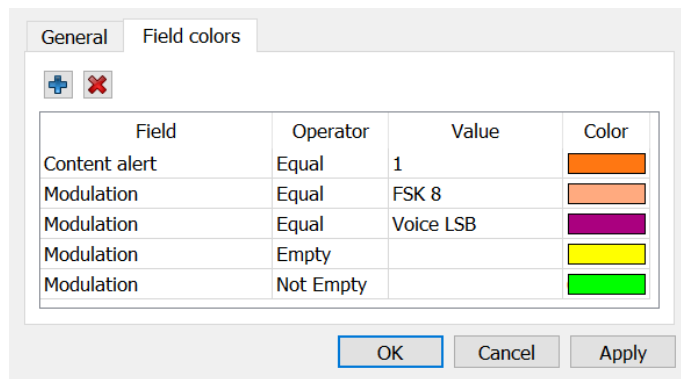 General Field colors
Field Operator Value Color
Content alert Equal 1
Modulation Equal FSK 8
Modulation Equal Voice LSB
Modulation Empty
Modulation Not Empty
OK Cancel Apply